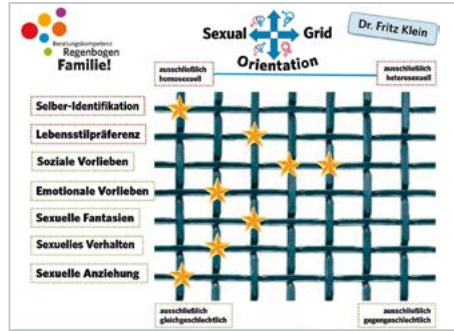 Beratungskompetenz
Regenbogen
Familie!
Sexual Grid
Orientation
Dr. Fritz Klein
ausschließlich
homosexuell
ausschließlich
heterosexuell
Selber-Identifikation
Lebensstilpräferenz
Soziale Vorlieben
Emotionale Vorlieben
Sexuelle Fantasien
Sexuelles Verhalten
Sexuelle Anziehung
ausschließlich
gleichgeschlechtlich
ausschließlich
gegengeschlechtlich